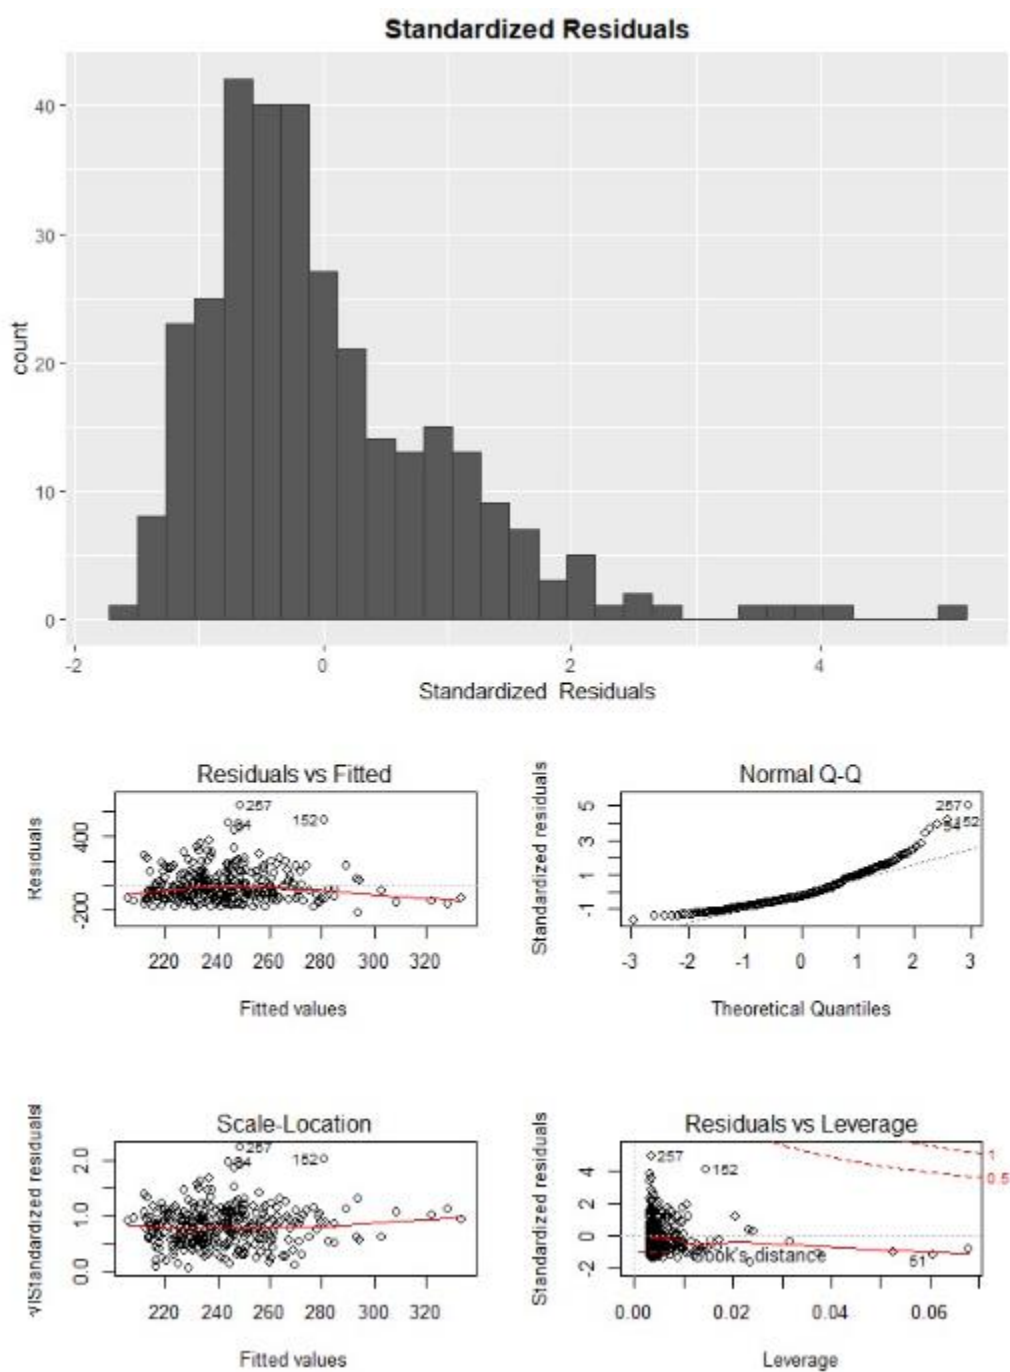 Standardized Residuals
40
30
20
10
0
count
-2 0 2 4
Standardized Residuals
Residuals vs Fitted
400
-200
Residuals
257
84
152
220 240 260 280 300 320
Fitted values
Normal Q-Q
5
3
1
-1
Standardized residuals
257
152
-3 -2 -1 0 1 2 3
Theoretical Quantiles
Scale-Location
2.0
1.0
0.0
√|Standardized residuals|
257
84
152
220 240 260 280 300 320
Fitted values
Residuals vs Leverage
4
2
0
-2
Standardized residuals
257
152
1
0.5
Cook's distance
51
0.00 0.02 0.04 0.06
Leverage